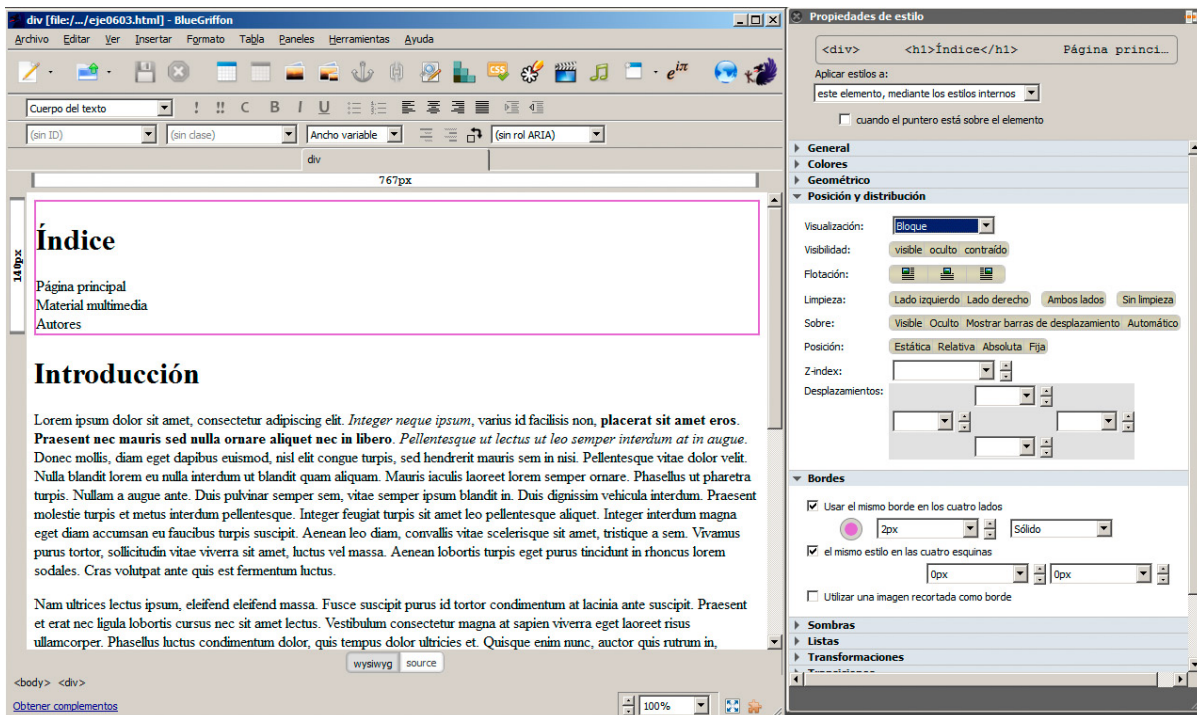 div [file:/.../eje0603.html] - BlueGriffon
Archivo Editar Ver Insertar Formato Tabla Paneles Herramientas Ayuda
Cuerpo del texto ! !! C B I U
(sin ID) (sin clase) Ancho variable (sin rol ARIA)
div
767px
140px
Índice
Página principal
Material multimedia
Autores
Introducción
Lorem ipsum dolor sit amet, consectetur adipiscing elit. Integer neque ipsum, varius id facilisis non, placerat sit amet eros.
Praesent nec mauris sed nulla ornare aliquet nec in libero. Pellentesque ut lectus ut leo semper interdum at in augue.
Donec mollis, diam eget dapibus euismod, nisl elit congue turpis, sed hendrerit mauris sem in nisi. Pellentesque vitae dolor velit.
Nulla blandit lorem eu nulla interdum ut blandit quam aliquam. Mauris iaculis laoreet lorem semper ornare. Phasellus ut pharetra
turpis. Nullam a augue ante. Duis pulvinar semper sem, vitae semper ipsum blandit in. Duis dignissim vehicula interdum. Praesent
molestie turpis et metus interdum pellentesque. Integer feugiat turpis sit amet leo pellentesque aliquet. Integer interdum magna
eget diam accumsan eu faucibus turpis suscipit. Aenean leo diam, convallis vitae scelerisque sit amet, tristique a sem. Vivamus
purus tortor, sollicitudin vitae viverra sit amet, luctus vel massa. Aenean lobortis turpis eget purus tincidunt in rhoncus lorem
sodales. Cras volutpat ante quis est fermentum luctus.
Nam ultrices lectus ipsum, eleifend eleifend massa. Fusce suscipit purus id tortor condimentum at lacinia ante suscipit. Praesent
et erat nec ligula lobortis cursus nec sit amet lectus. Vestibulum consectetur magna at sapien viverra eget laoreet risus
ullamcorper. Phasellus luctus condimentum dolor, quis tempus dolor ultricies et. Quisque enim nunc, auctor quis rutrum in,
wysiwyg source
<body> <div>
Obtener complementos 100%
Propiedades de estilo
<div> <h1>Índice</h1> Página princi…
Aplicar estilos a:
este elemento, mediante los estilos internos
cuando el puntero está sobre el elemento
General
Colores
Geométrico
Posición y distribución
Visualización: Bloque
Visibilidad: visible oculto contraído
Flotación:
Limpieza: Lado izquierdo Lado derecho Ambos lados Sin limpieza
Sobre: Visible Oculto Mostrar barras de desplazamiento Automático
Posición: Estática Relativa Absoluta Fija
Z-index:
Desplazamientos:
Bordes
Usar el mismo borde en los cuatro lados
2px Sólido
el mismo estilo en las cuatro esquinas
0px 0px
Utilizar una imagen recortada como borde
Sombras
Listas
Transformaciones